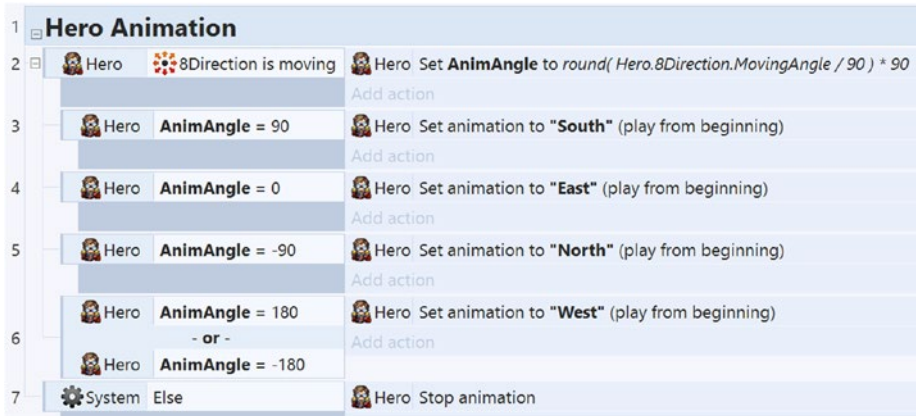 1 Hero Animation
2 Hero 8Direction is moving Hero Set AnimAngle to round( Hero.8Direction.MovingAngle / 90 ) * 90
Add action
3 Hero AnimAngle = 90 Hero Set animation to "South" (play from beginning)
Add action
4 Hero AnimAngle = 0 Hero Set animation to "East" (play from beginning)
Add action
5 Hero AnimAngle = -90 Hero Set animation to "North" (play from beginning)
Add action
Hero AnimAngle = 180 Hero Set animation to "West" (play from beginning)
6 - or - Add action
Hero AnimAngle = -180
7 System Else Hero Stop animation